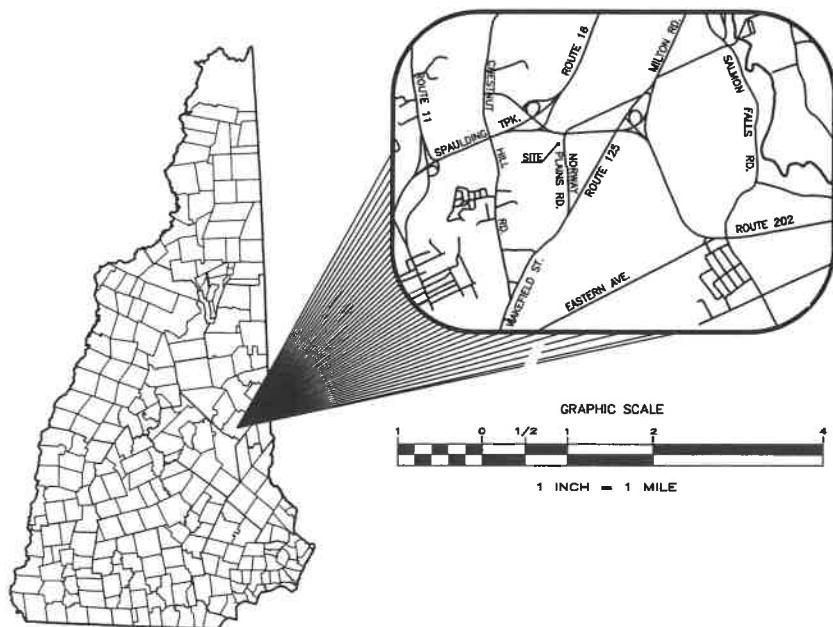 ROUTE 16
MILTON RD.
CHESTNUT
HILL
RD.
ROUTE 11
SALMON
FALLS
RD.
SPAULDING
TPK.
SITE
NORWAY
PLAINS RD.
ROUTE 125
ROUTE 202
EASTERN AVE.
WAKEFIELD ST.
GRAPHIC SCALE
1 0 1/2 1 2 4
1 INCH = 1 MILE